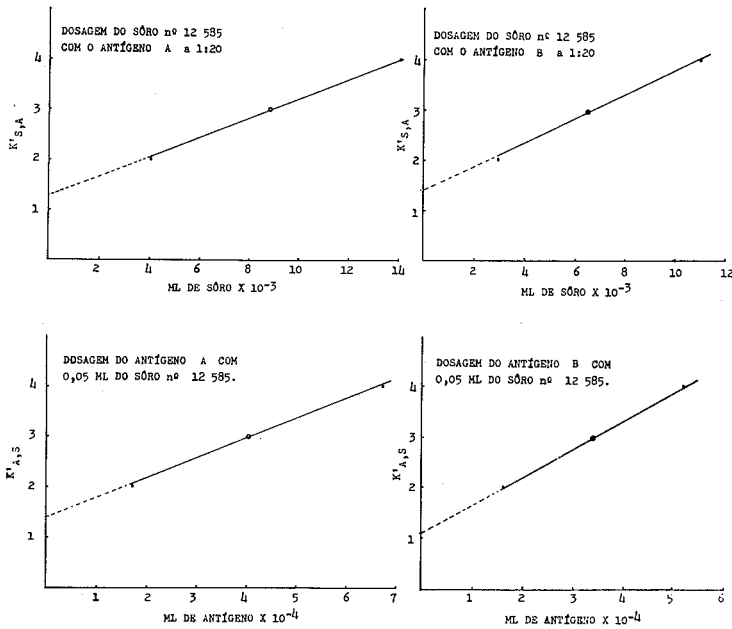 DOSAGEM DO SÔRO nº 12 585
COM O ANTÍGENO A a 1:20
K'S,A
4
3
2
1
2 4 6 8 10 12 14
ML DE SÔRO X 10-3
DOSAGEM DO SÔRO nº 12 585
COM O ANTÍGENO B a 1:20
K'S,A
4
3
2
1
2 4 6 8 10 12
ML DE SÔRO X 10-3
DOSAGEM DO ANTÍGENO A COM
0,05 ML DO SÔRO nº 12 585.
K'A,S
4
3
2
1
1 2 3 4 5 6 7
ML DE ANTÍGENO X 10-4
DOSAGEM DO ANTÍGENO B COM
0,05 ML DO SÔRO nº 12 585.
K'A,S
4
3
2
1
1 2 3 4 5 6
ML DE ANTÍGENO X 10-4